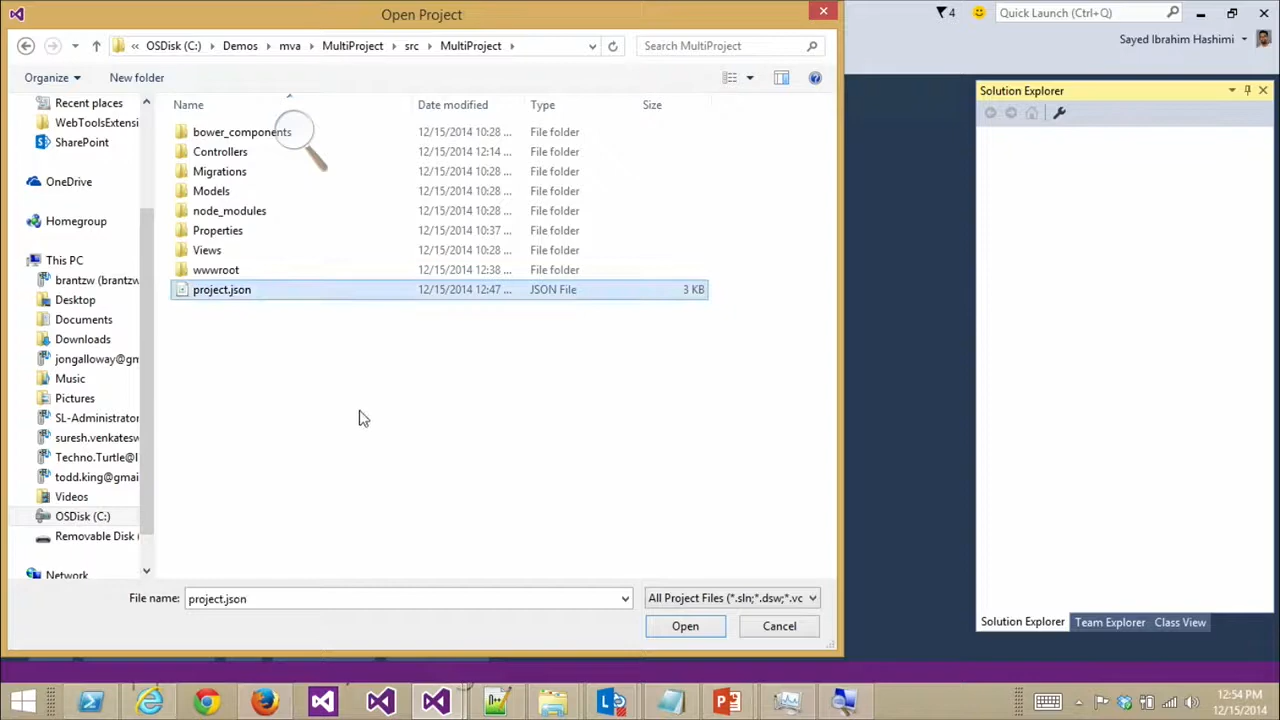 Open Project
4
Quick Launch (Ctrl+Q)
Sayed Ibrahim Hashimi
« OSDisk (C:) Demos mva MultiProject src MultiProject
Search MultiProject
Organize
New folder
Solution Explorer
Name Date modified Type Size
Recent places
WebToolsExtensi
SharePoint
OneDrive
Homegroup
This PC
brantzw (brantzw
Desktop
Documents
Downloads
jongalloway@gm
Music
Pictures
SL-Administrator
suresh.venkatesw
Techno.Turtle@l
todd.king@gmai
Videos
OSDisk (C:)
Removable Disk (
Network
bower_components 12/15/2014 10:28 ... File folder
Controllers 12/15/2014 12:14 ... File folder
Migrations 12/15/2014 10:28 ... File folder
Models 12/15/2014 10:28 ... File folder
node_modules 12/15/2014 10:28 ... File folder
Properties 12/15/2014 10:37 ... File folder
Views 12/15/2014 10:28 ... File folder
wwwroot 12/15/2014 12:38 ... File folder
project.json 12/15/2014 12:47 ... JSON File 3 KB
File name: project.json
All Project Files (*.sln;*.dsw;*.vc
Open
Cancel
Solution Explorer Team Explorer Class View
12:54 PM
12/15/2014